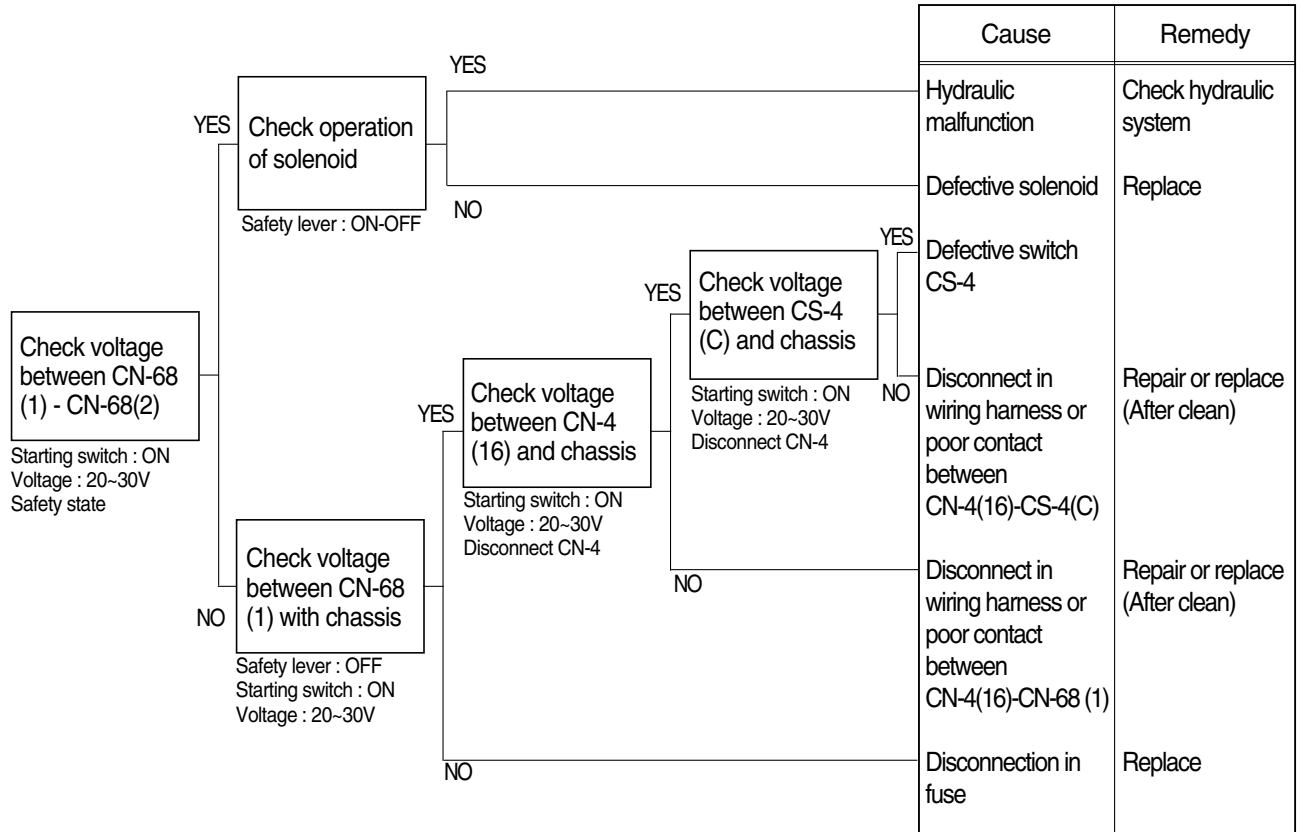 Cause
Remedy
YES
Hydraulic
malfunction
Check hydraulic
system
YES
Check operation
of solenoid
Safety lever : ON-OFF
NO
Defective solenoid
Replace
YES
Defective switch
CS-4
YES
Check voltage
between CS-4
(C) and chassis
Starting switch : ON
Voltage : 20~30V
Disconnect CN-4
NO
Disconnect in
wiring harness or
poor contact
between
CN-4(16)-CS-4(C)
Repair or replace
(After clean)
Check voltage
between CN-68
(1) - CN-68(2)
Starting switch : ON
Voltage : 20~30V
Safety state
YES
Check voltage
between CN-4
(16) and chassis
Starting switch : ON
Voltage : 20~30V
Disconnect CN-4
NO
Disconnect in
wiring harness or
poor contact
between
CN-4(16)-CN-68 (1)
Repair or replace
(After clean)
NO
Check voltage
between CN-68
(1) with chassis
Safety lever : OFF
Starting switch : ON
Voltage : 20~30V
NO
Disconnection in
fuse
Replace